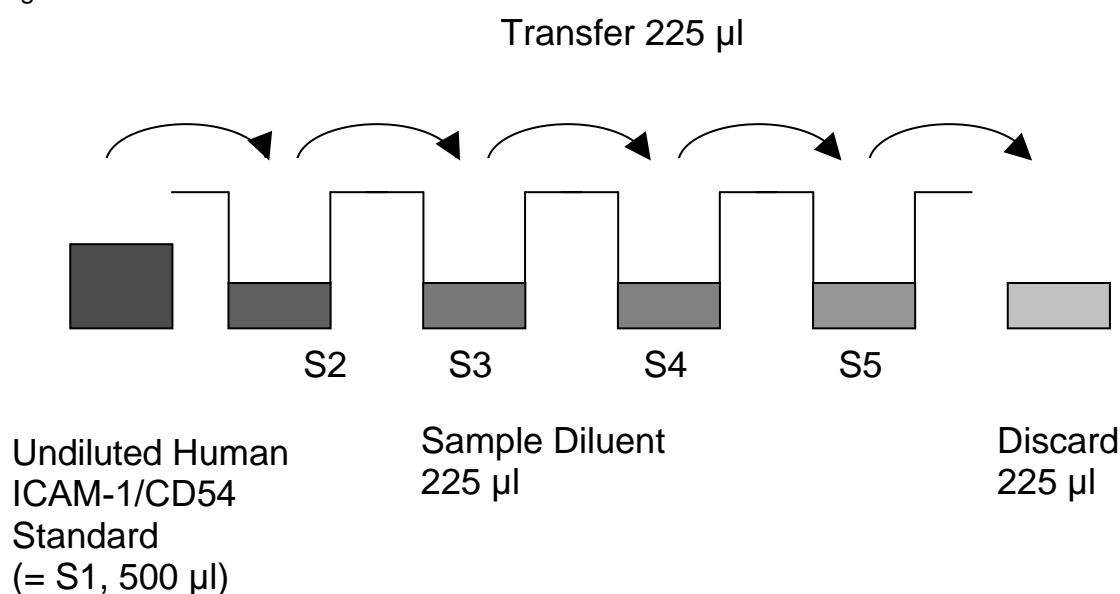 Transfer 225 µl
S2 S3 S4 S5
Undiluted Human
ICAM-1/CD54
Standard
(= S1, 500 µl)
Sample Diluent
225 µl
Discard
225 µl